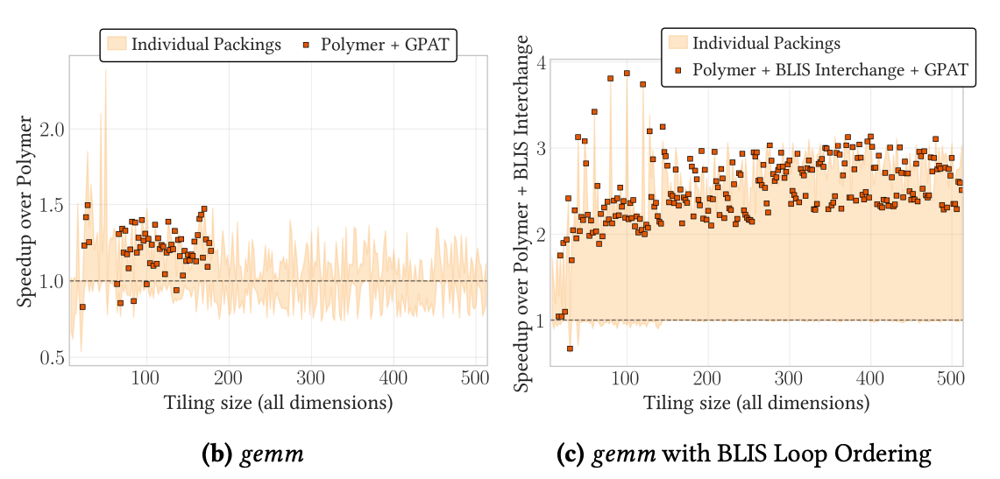 Individual Packings
Polymer + GPAT
Speedup over Polymer
2.0
1.5
1.0
0.5
100
200
300
400
500
Tiling size (all dimensions)
(b) gemm
Individual Packings
Polymer + BLIS Interchange + GPAT
Speedup over Polymer + BLIS Interchange
4
3
2
1
100
200
300
400
500
Tiling size (all dimensions)
(c) gemm with BLIS Loop Ordering